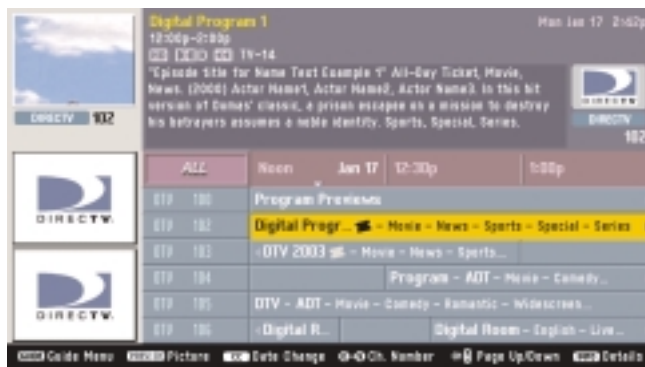 Digital Program 1
Mon Jan 17 2:42p
12:00p-2:00p
TV-14
"Episode title for Name Text Example 1" All-Day Ticket, Movie,
News. (2000) Actor Name1, Actor Name2, Actor Name3. In this hit
version of Dumas' classic, a prison escapee on a mission to destroy
his betrayers assumes a noble identity. Sports, Special, Series.
DIRECTV 102
DIRECTV
DIRECTV
102
ALL Noon Jan 17 12:30p 1:00p
DIRECTV
DTV 100 Program Previews
DTV 102 Digital Progr... - Movie - News - Sports - Special - Series
DTV 103 DTV 2003 - Movie - News - Sports...
DTV 104 Program - ADT - Movie - Comedy...
DIRECTV
DTV 105 DTV - ADT - Movie - Comedy - Romantic - Widescreen...
DTV 106 Digital R... Digital Room - English - Live...
Guide Menu Picture Date Change 0-9 Ch. Number Page Up/Down Details